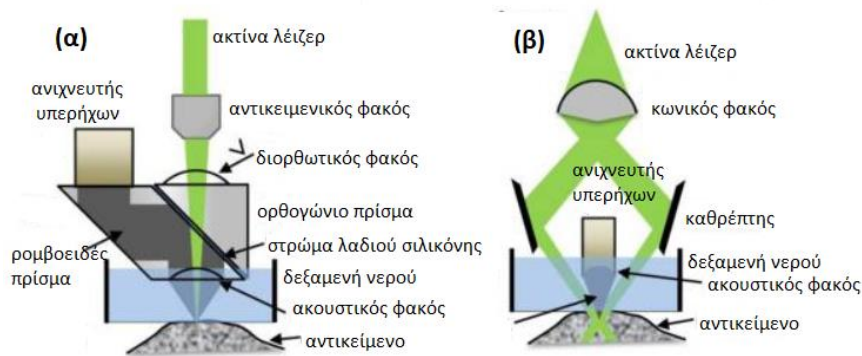 (α)
ακτίνα λέιζερ
ανιχνευτής
υπερήχων
αντικειμενικός φακός
διορθωτικός φακός
ορθογώνιο πρίσμα
ρομβοειδές
πρίσμα
στρώμα λαδιού σιλικόνης
δεξαμενή νερού
ακουστικός φακός
αντικείμενο
(β)
ακτίνα λέιζερ
κωνικός φακός
ανιχνευτής
υπερήχων
καθρέπτης
δεξαμενή νερού
ακουστικός φακός
αντικείμενο